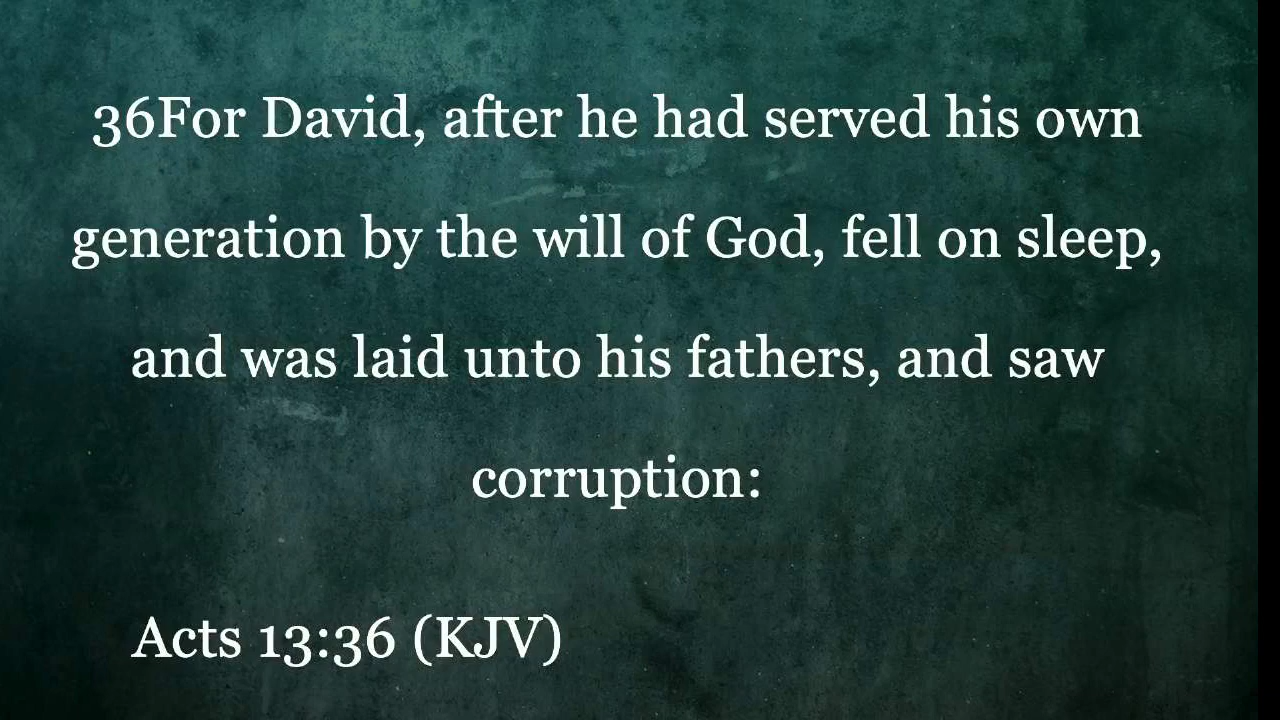 36For David, after he had served his own
generation by the will of God, fell on sleep,
and was laid unto his fathers, and saw
corruption:
Acts 13:36 (KJV)